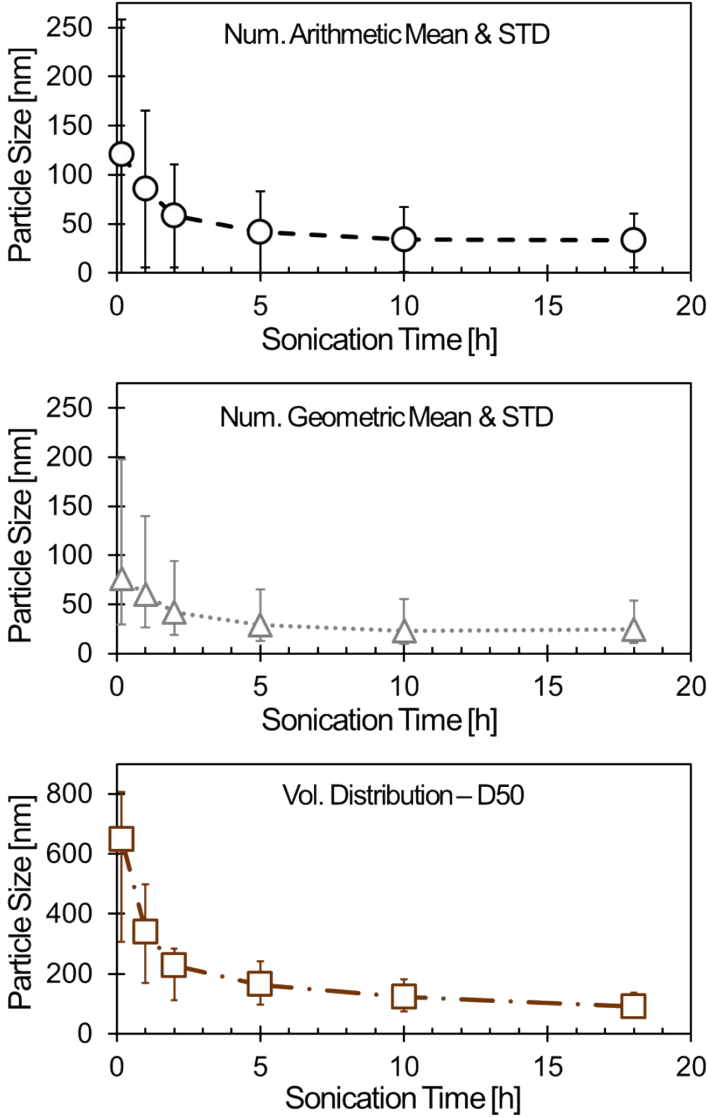 Num. Arithmetic Mean & STD
Particle Size [nm]
250
200
150
100
50
0
0 5 10 15 20
Sonication Time [h]
Num. Geometric Mean & STD
Particle Size [nm]
250
200
150
100
50
0
0 5 10 15 20
Sonication Time [h]
Vol. Distribution – D50
Particle Size [nm]
800
600
400
200
0
0 5 10 15 20
Sonication Time [h]